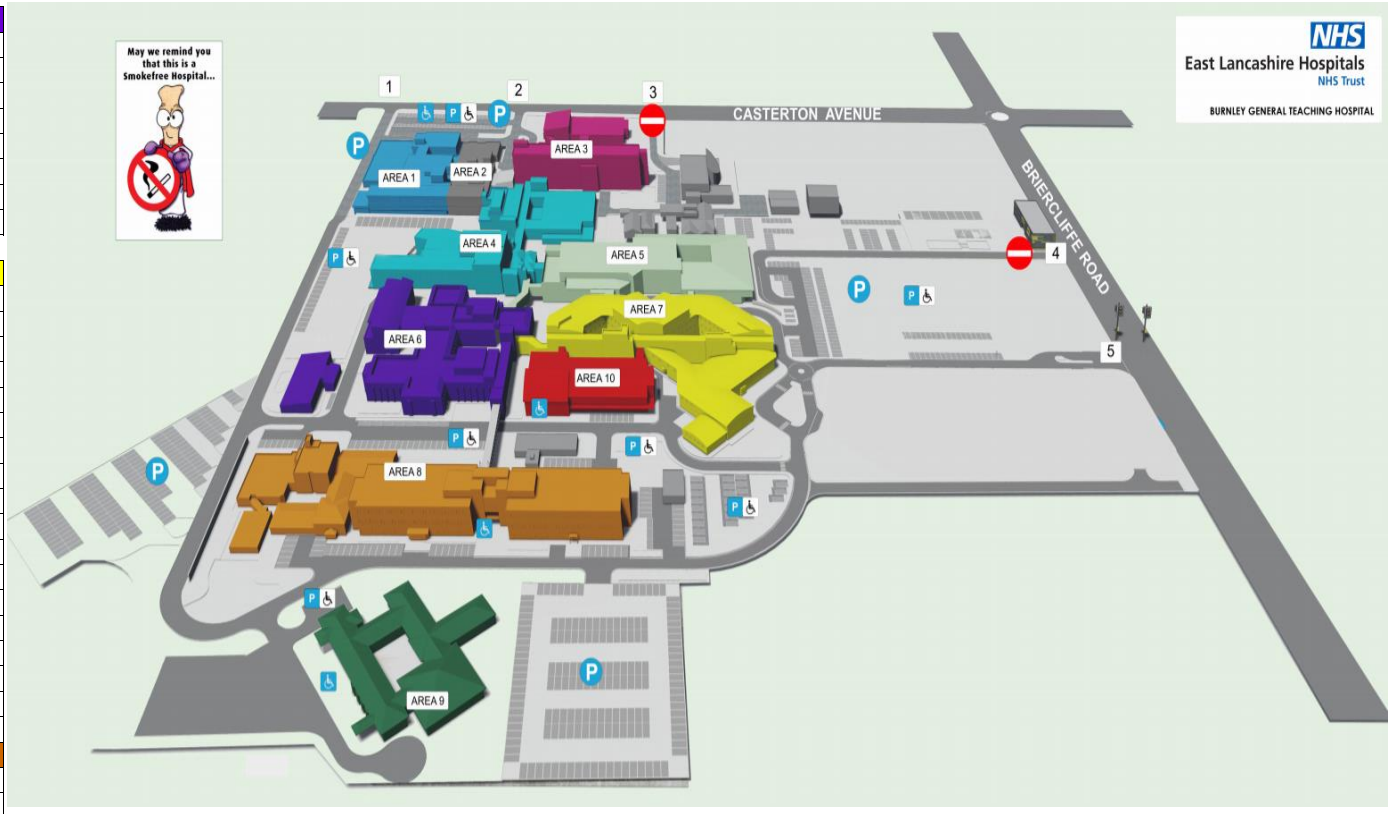 May we remind you
that this is a
Smokefree Hospital...
NHS
East Lancashire Hospitals
NHS Trust
BURNLEY GENERAL TEACHING HOSPITAL
1
2
3
P
P
P
CASTERTON AVENUE
AREA 3
AREA 1
AREA 2
BRIERCLIFFE ROAD
AREA 4
AREA 5
4
P
P
P
AREA 7
AREA 6
5
AREA 10
P
P
P
AREA 8
P
P
P
AREA 9